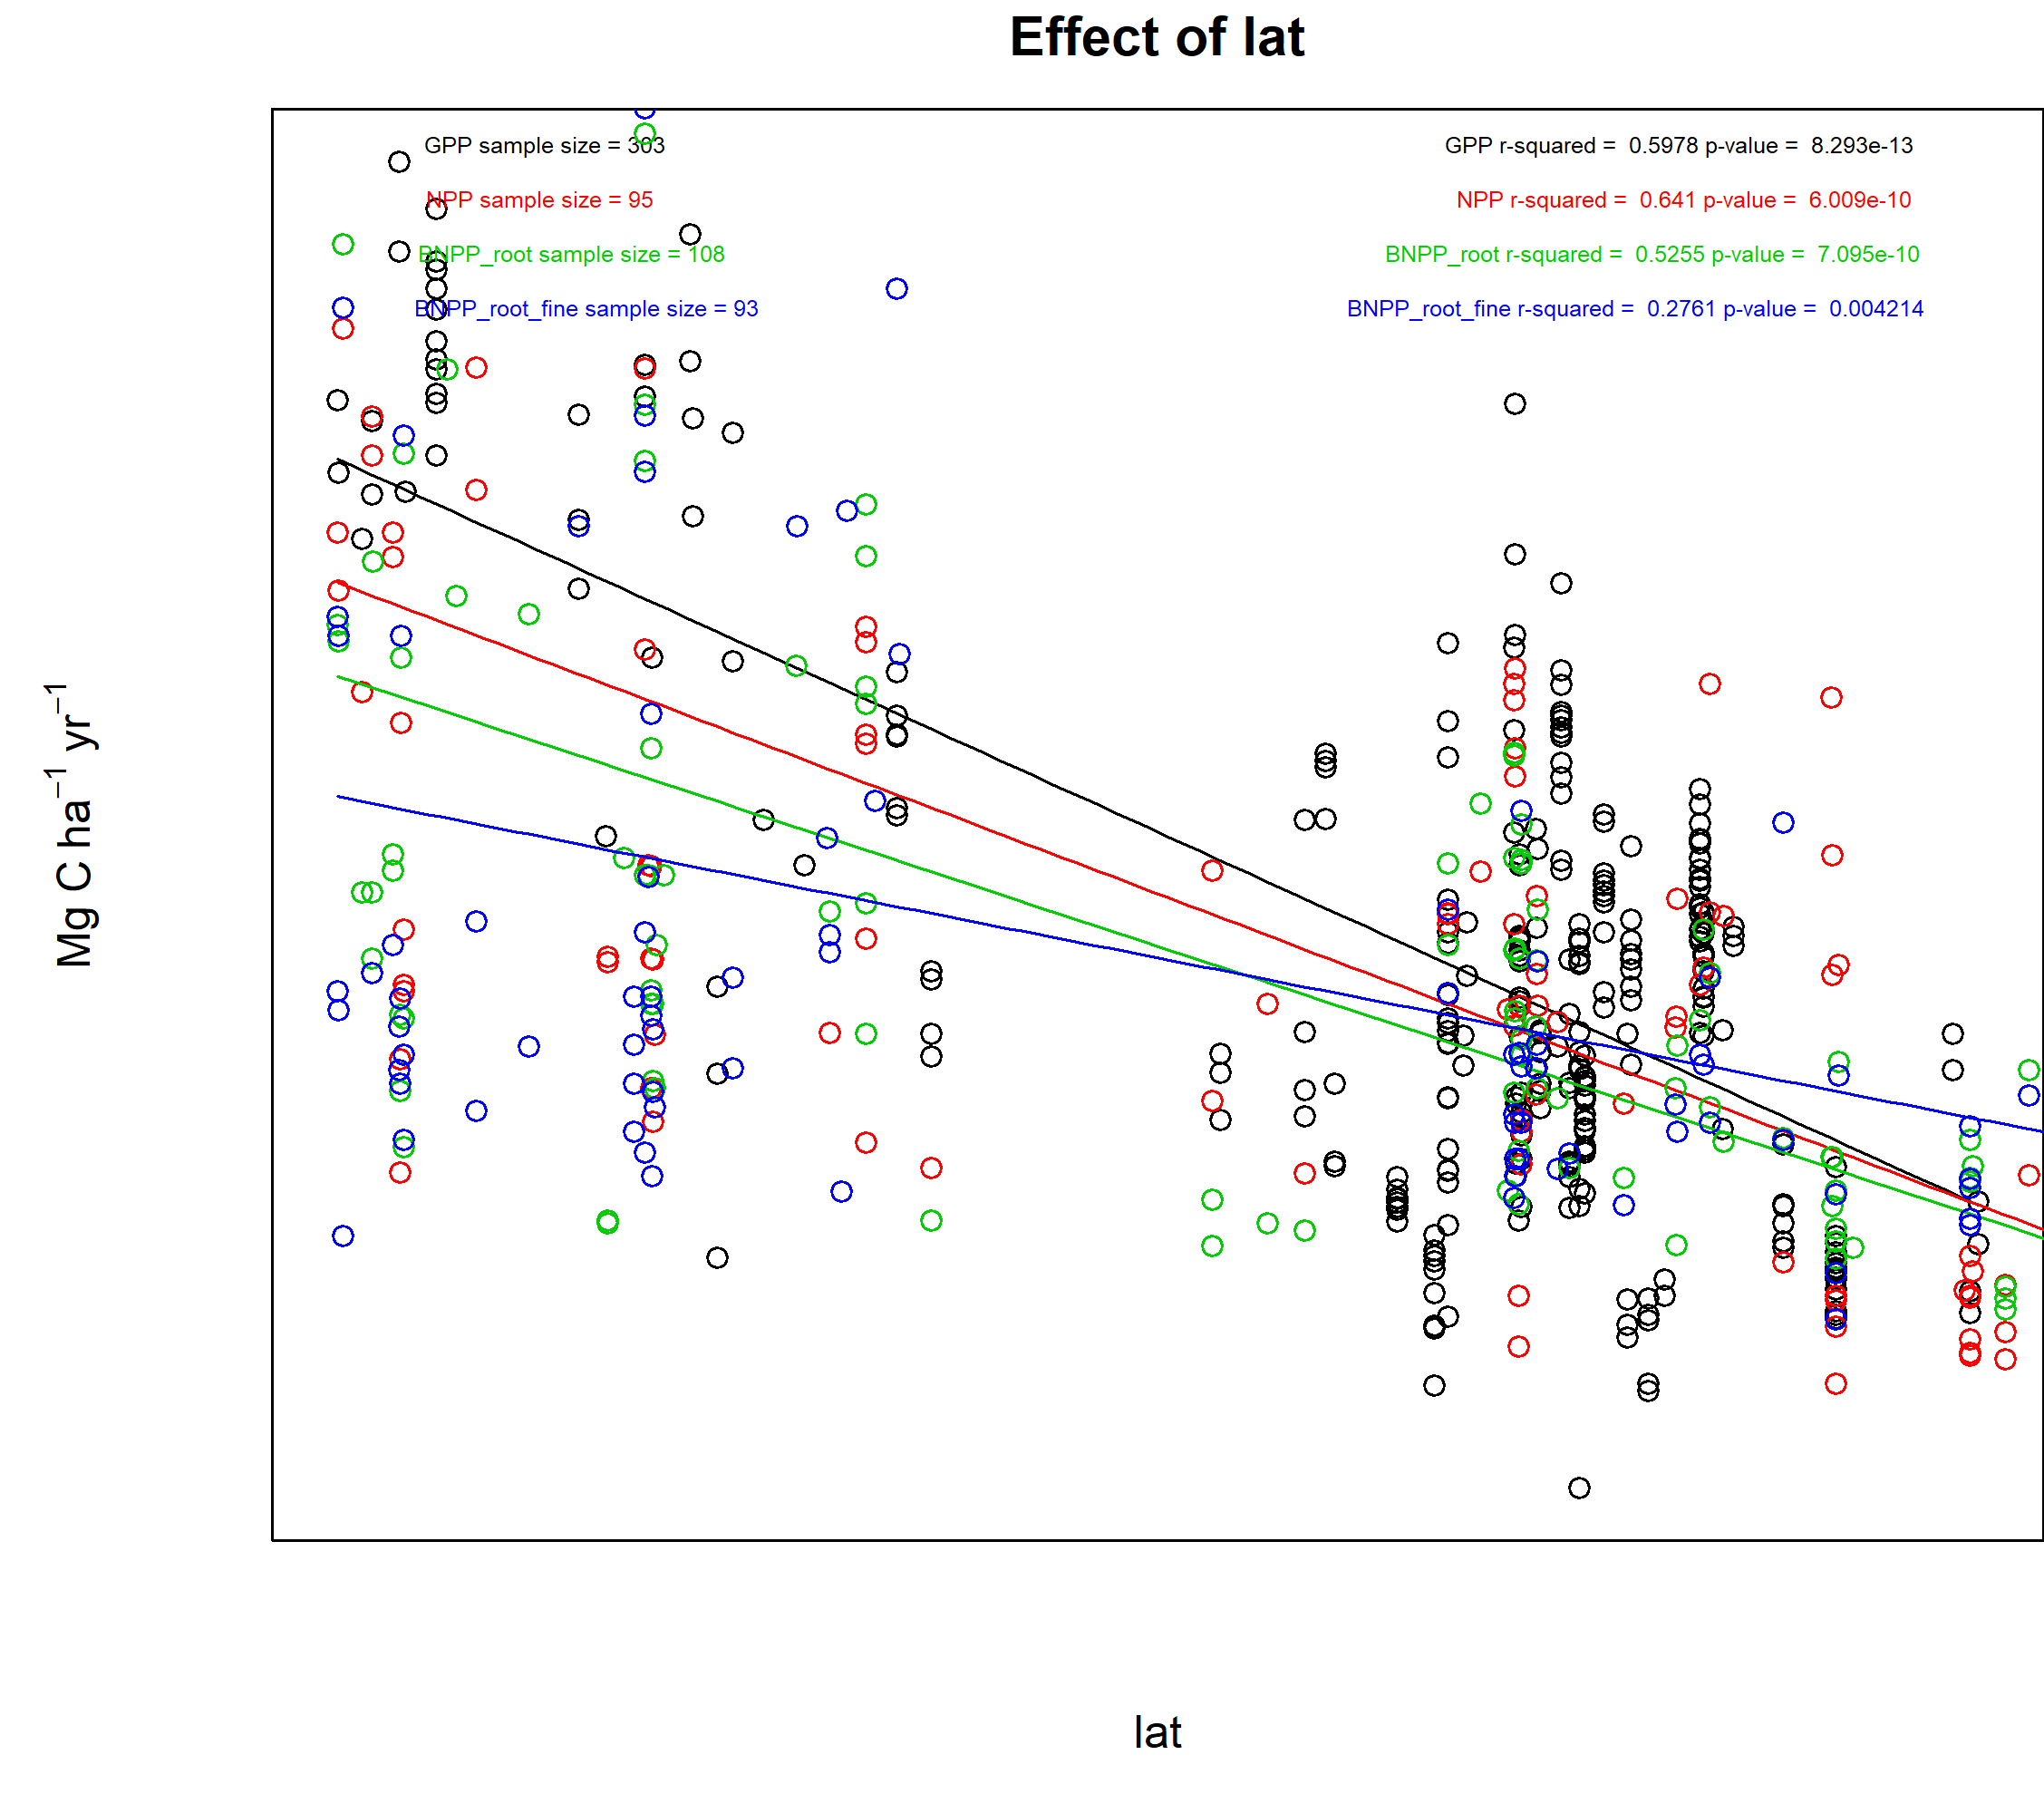 Effect of lat
GPP sample size = 303
GPP r-squared = 0.5978 p-value = 8.293e-13
NPP sample size = 95
NPP r-squared = 0.641 p-value = 6.009e-10
BNPP_root sample size = 108
BNPP_root r-squared = 0.5255 p-value = 7.095e-10
BNPP_root_fine sample size = 93
BNPP_root_fine r-squared = 0.2761 p-value = 0.004214
Mg C ha⁻¹ yr⁻¹
lat